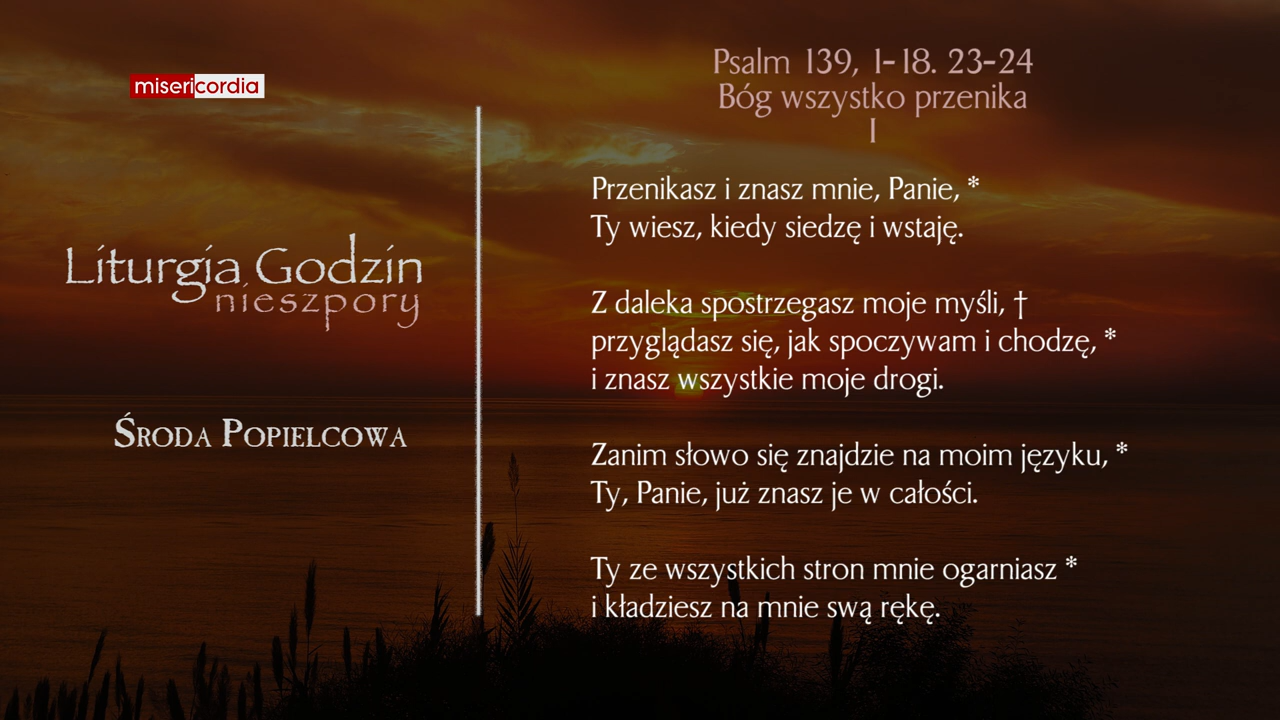 misericordia
Liturgia Godzin
nieszpory
Środa Popielcowa
Psalm 139, 1-18. 23-24
Bóg wszystko przenika
I
Przenikasz i znasz mnie, Panie, *
Ty wiesz, kiedy siedzę i wstaję.
Z daleka spostrzegasz moje myśli, †
przyglądasz się, jak spoczywam i chodzę, *
i znasz wszystkie moje drogi.
Zanim słowo się znajdzie na moim języku, *
Ty, Panie, już znasz je w całości.
Ty ze wszystkich stron mnie ogarniasz *
i kładziesz na mnie swą rękę.